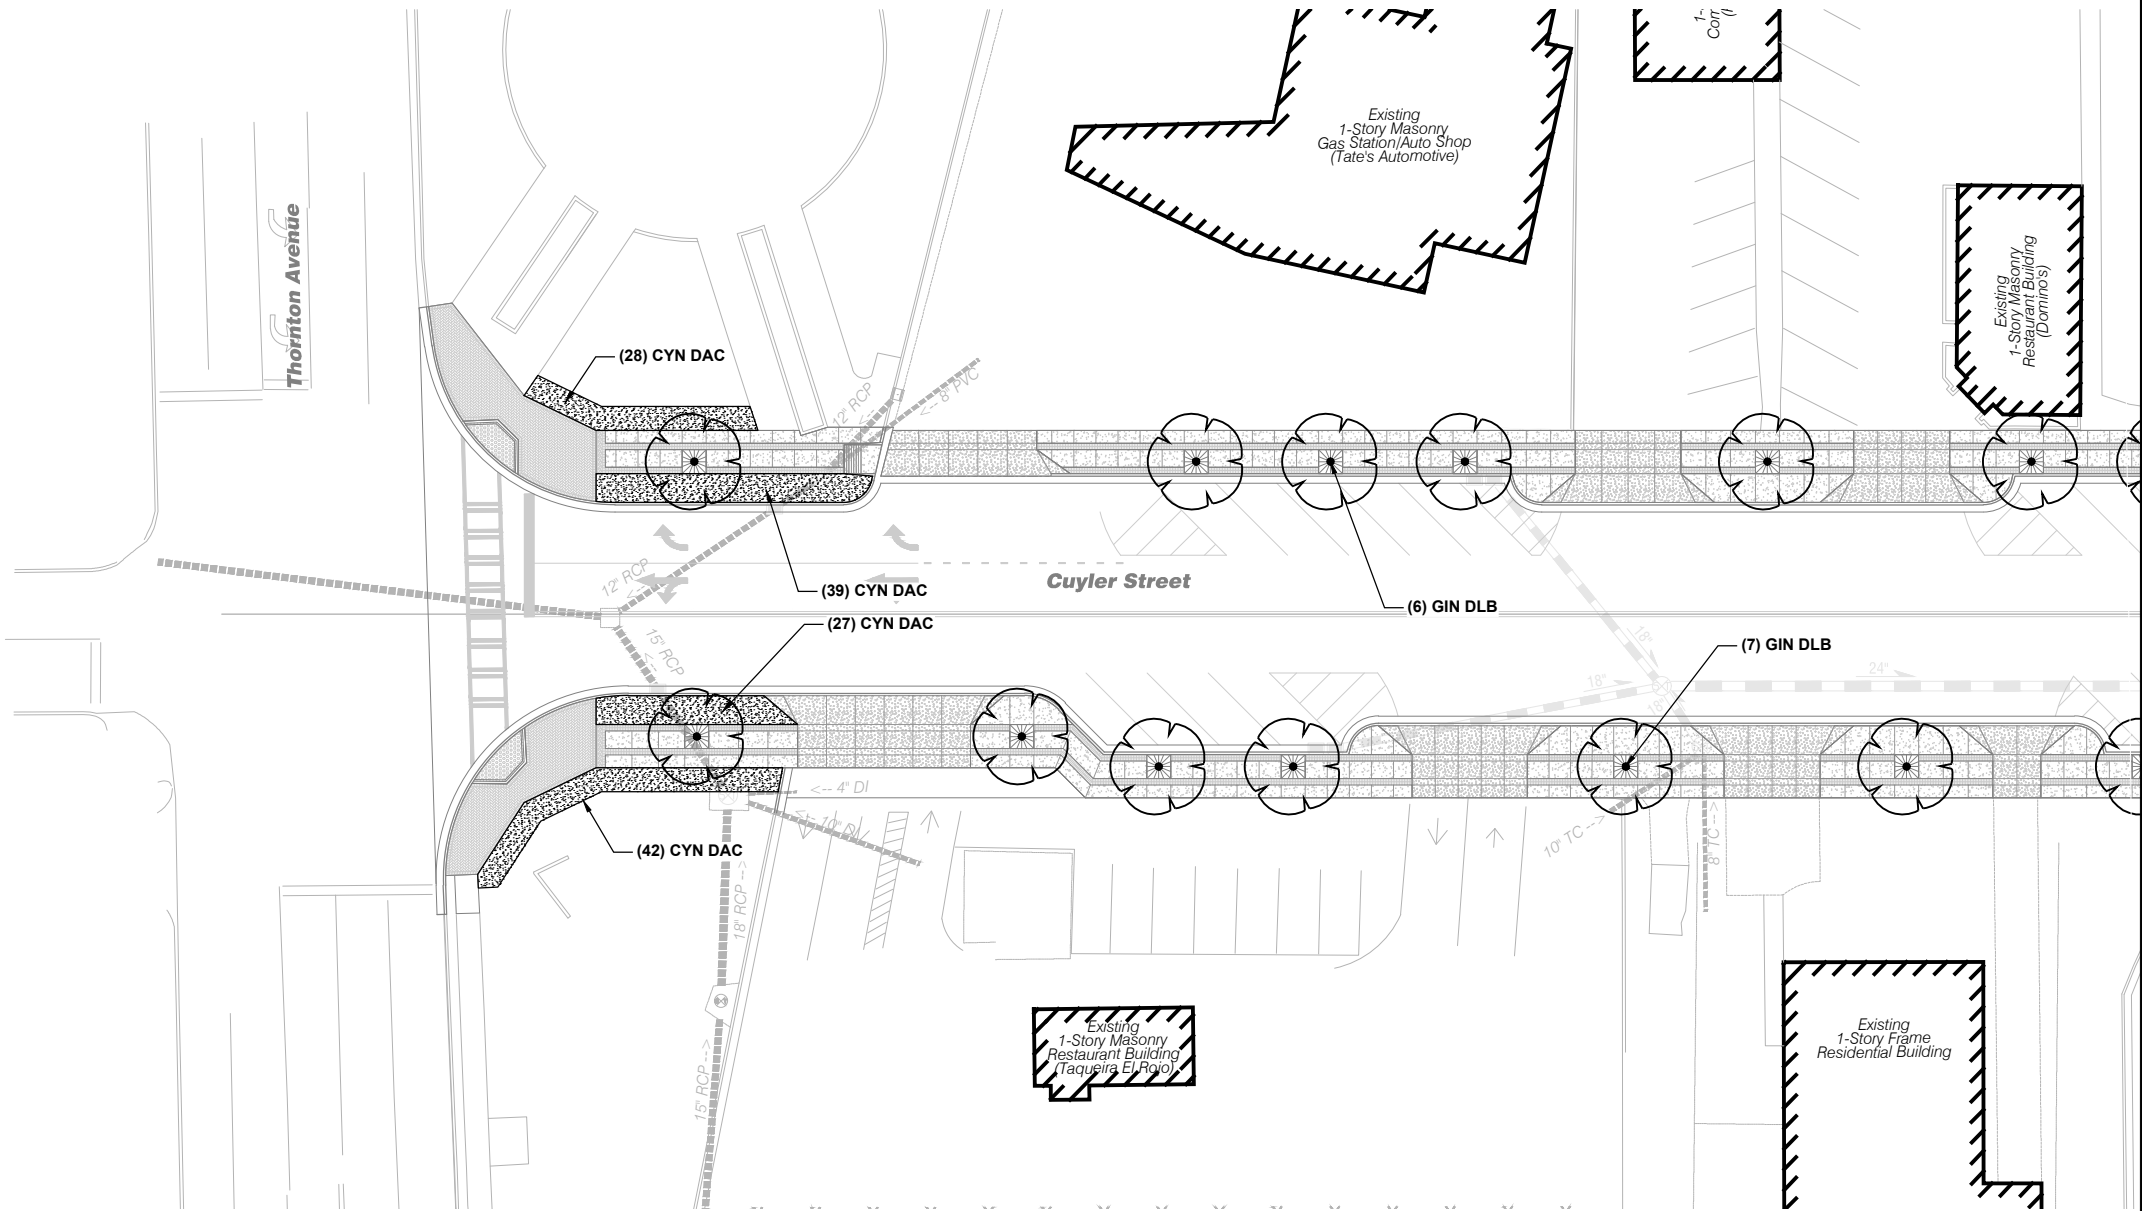 1-
Com
Existing
1-Story Masonry
Gas Station/Auto Shop
(Tate's Automotive)
Thornton Avenue
Existing
1-Story Masonry
Restaurant Building
(Domino's)
(28) CYN DAC
12" RCP
<--
<-- 8" PVC
12" RCP
<--
(39) CYN DAC
Cuyler Street
(6) GIN DLB
(27) CYN DAC
15" RCP
<--
18"
(7) GIN DLB
18"
24"
18"
<-- 4" DI
<-- 10" DI
(42) CYN DAC
10" TC -->
8" TC -->
18" RCP -->
Existing
1-Story Masonry
Restaurant Building
(Taqueira El Rojo)
Existing
1-Story Frame
Residential Building
15" RCP -->